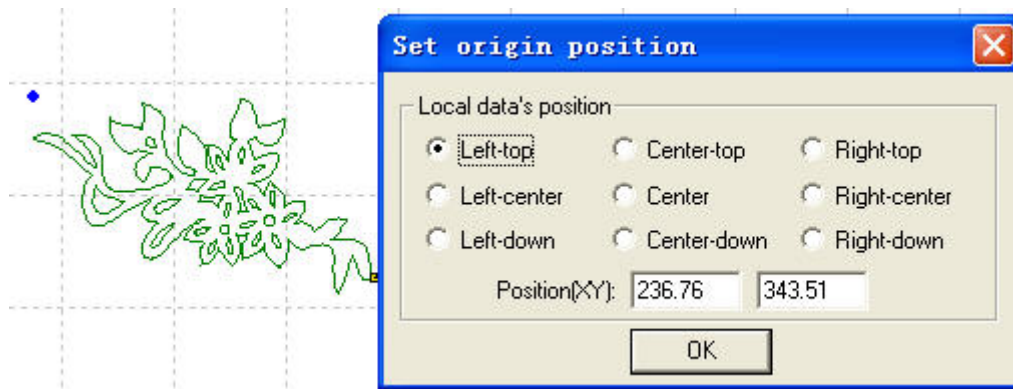 Set origin position
Local data's position
Left-top Center-top Right-top
Left-center Center Right-center
Left-down Center-down Right-down
Position(XY): 236.76 343.51
OK